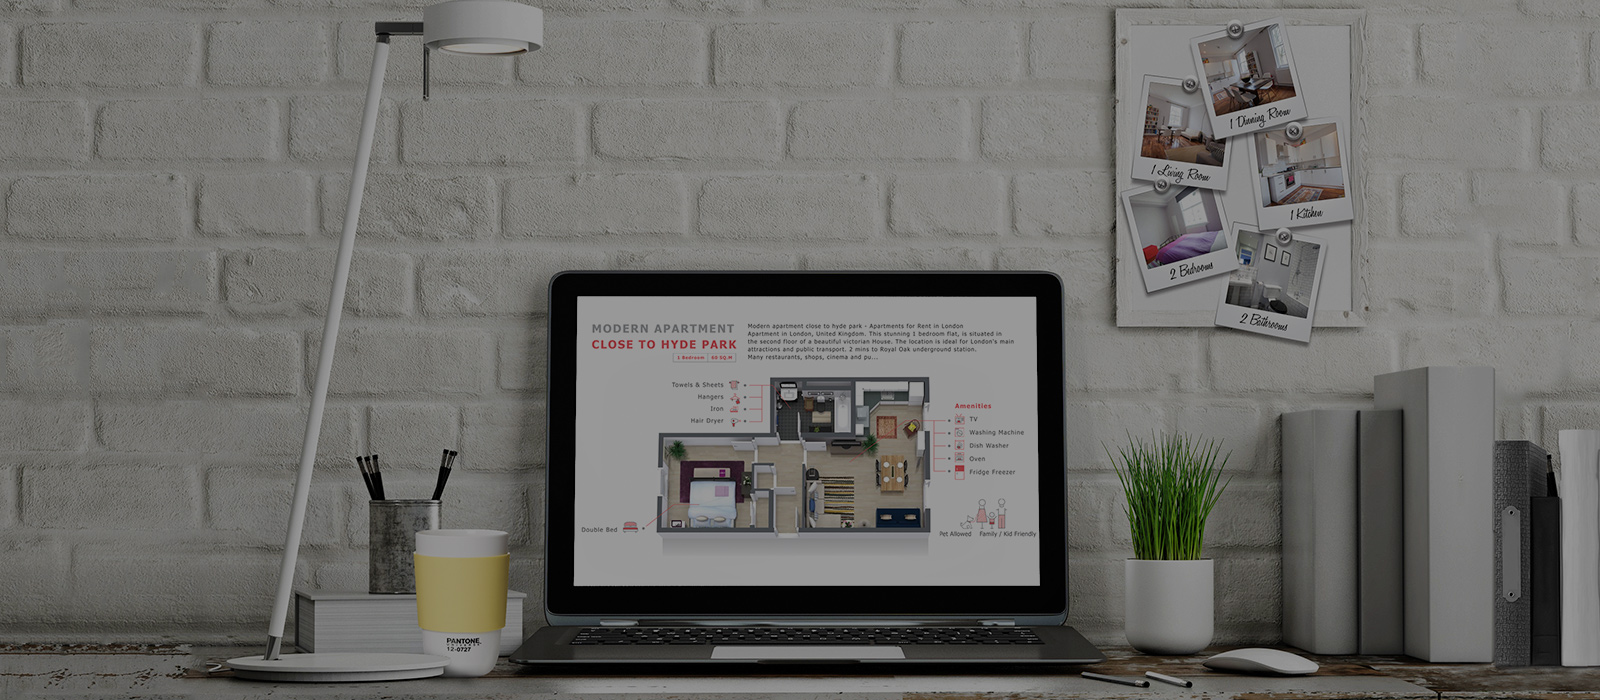 1 Dinning Room
1 Living Room
1 Kitchen
2 Bedrooms
2 Bathrooms
MODERN APARTMENT
CLOSE TO HYDE PARK
1 Bedroom 60 SQ.M
Modern apartment close to hyde park - Apartments for Rent in London
Apartment in London, United Kingdom. This stunning 1 bedroom flat, is situated in
the second floor of a beautiful victorian House. The location is ideal for London's main
attractions and public transport. 2 mins to Royal Oak underground station.
Many restaurants, shops, cinema and pu...
Towels & Sheets
Hangers
Iron
Hair Dryer
Double Bed
Amenities
TV
Washing Machine
Dish Washer
Oven
Fridge Freezer
Pet Allowed Family / Kid Friendly
PANTONE
12-0727